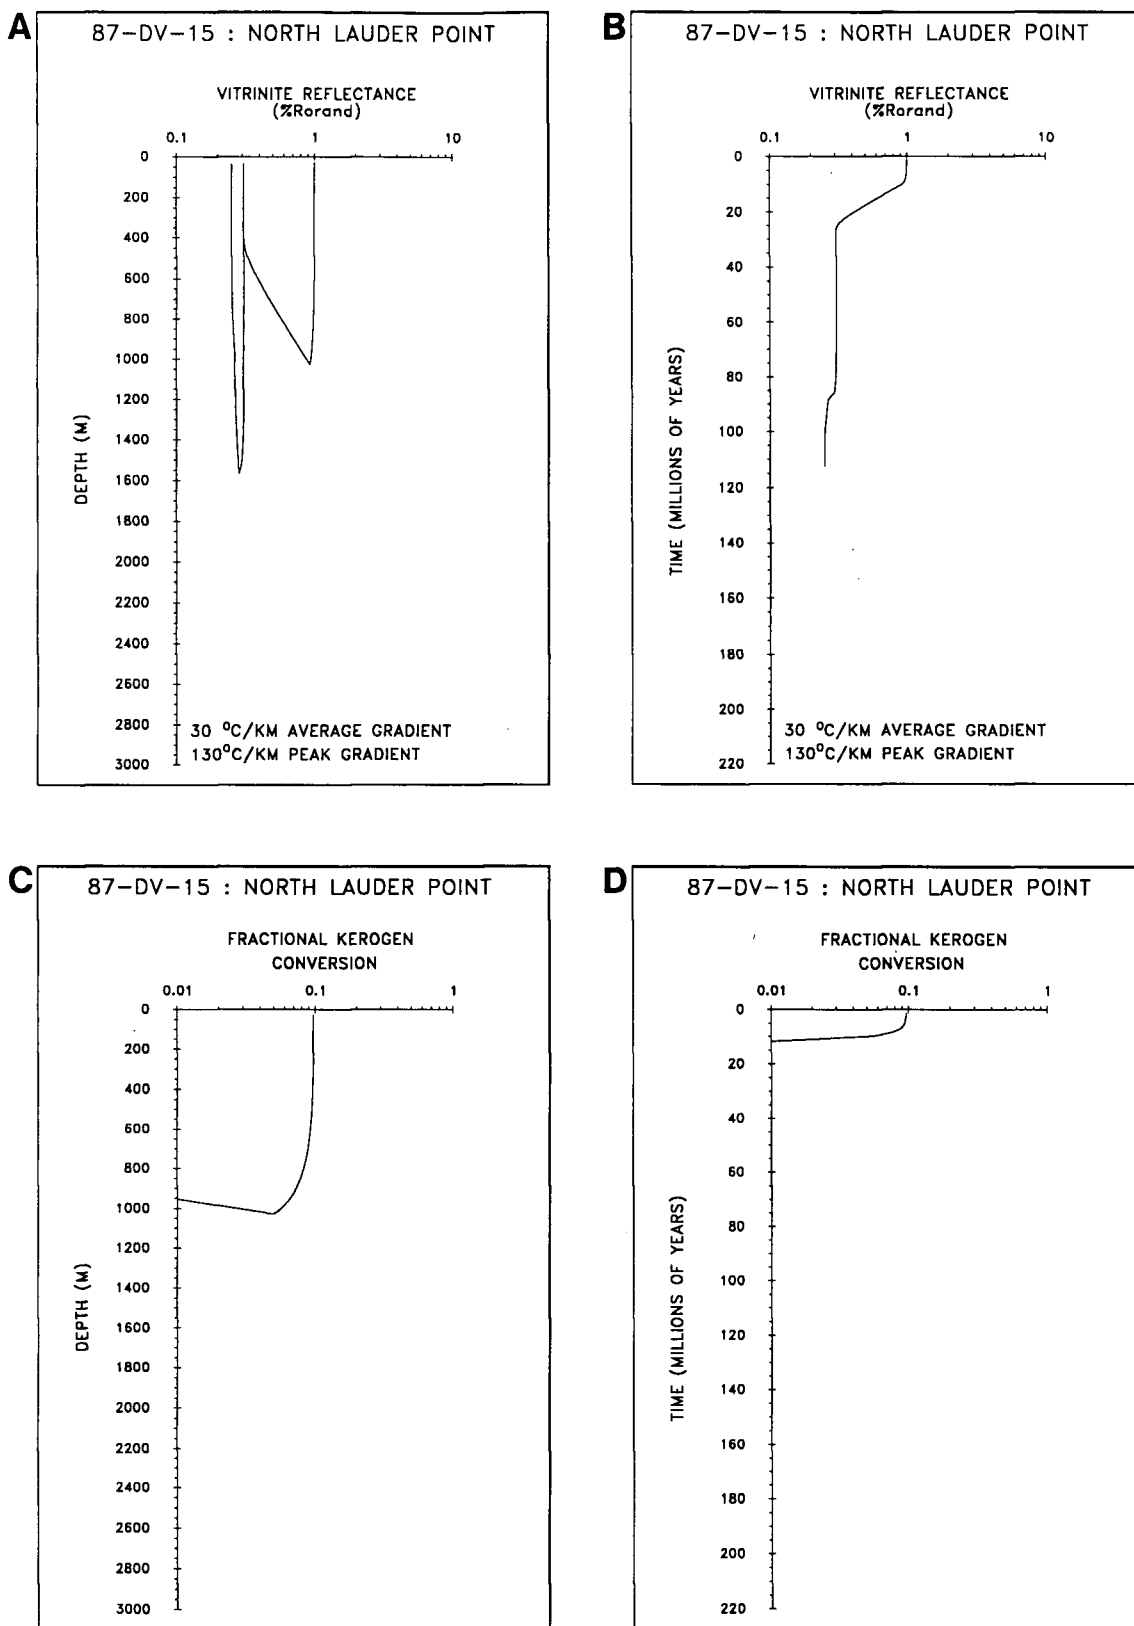 A
87-DV-15 : NORTH LAUDER POINT
VITRINITE REFLECTANCE
(%Rorand)
0.1 1 10
0
200
400
600
800
1000
1200
1400
1600
1800
2000
2200
2400
2600
2800
3000
DEPTH (M)
30 °C/KM AVERAGE GRADIENT
130°C/KM PEAK GRADIENT
B
87-DV-15 : NORTH LAUDER POINT
VITRINITE REFLECTANCE
(%Rorand)
0.1 1 10
0
20
40
60
80
100
120
140
160
180
200
220
TIME (MILLIONS OF YEARS)
30 °C/KM AVERAGE GRADIENT
130°C/KM PEAK GRADIENT
C
87-DV-15 : NORTH LAUDER POINT
FRACTIONAL KEROGEN
CONVERSION
0.01 0.1 1
0
200
400
600
800
1000
1200
1400
1600
1800
2000
2200
2400
2600
2800
3000
DEPTH (M)
D
87-DV-15 : NORTH LAUDER POINT
FRACTIONAL KEROGEN
CONVERSION
0.01 0.1 1
0
20
40
60
80
100
120
140
160
180
200
220
TIME (MILLIONS OF YEARS)